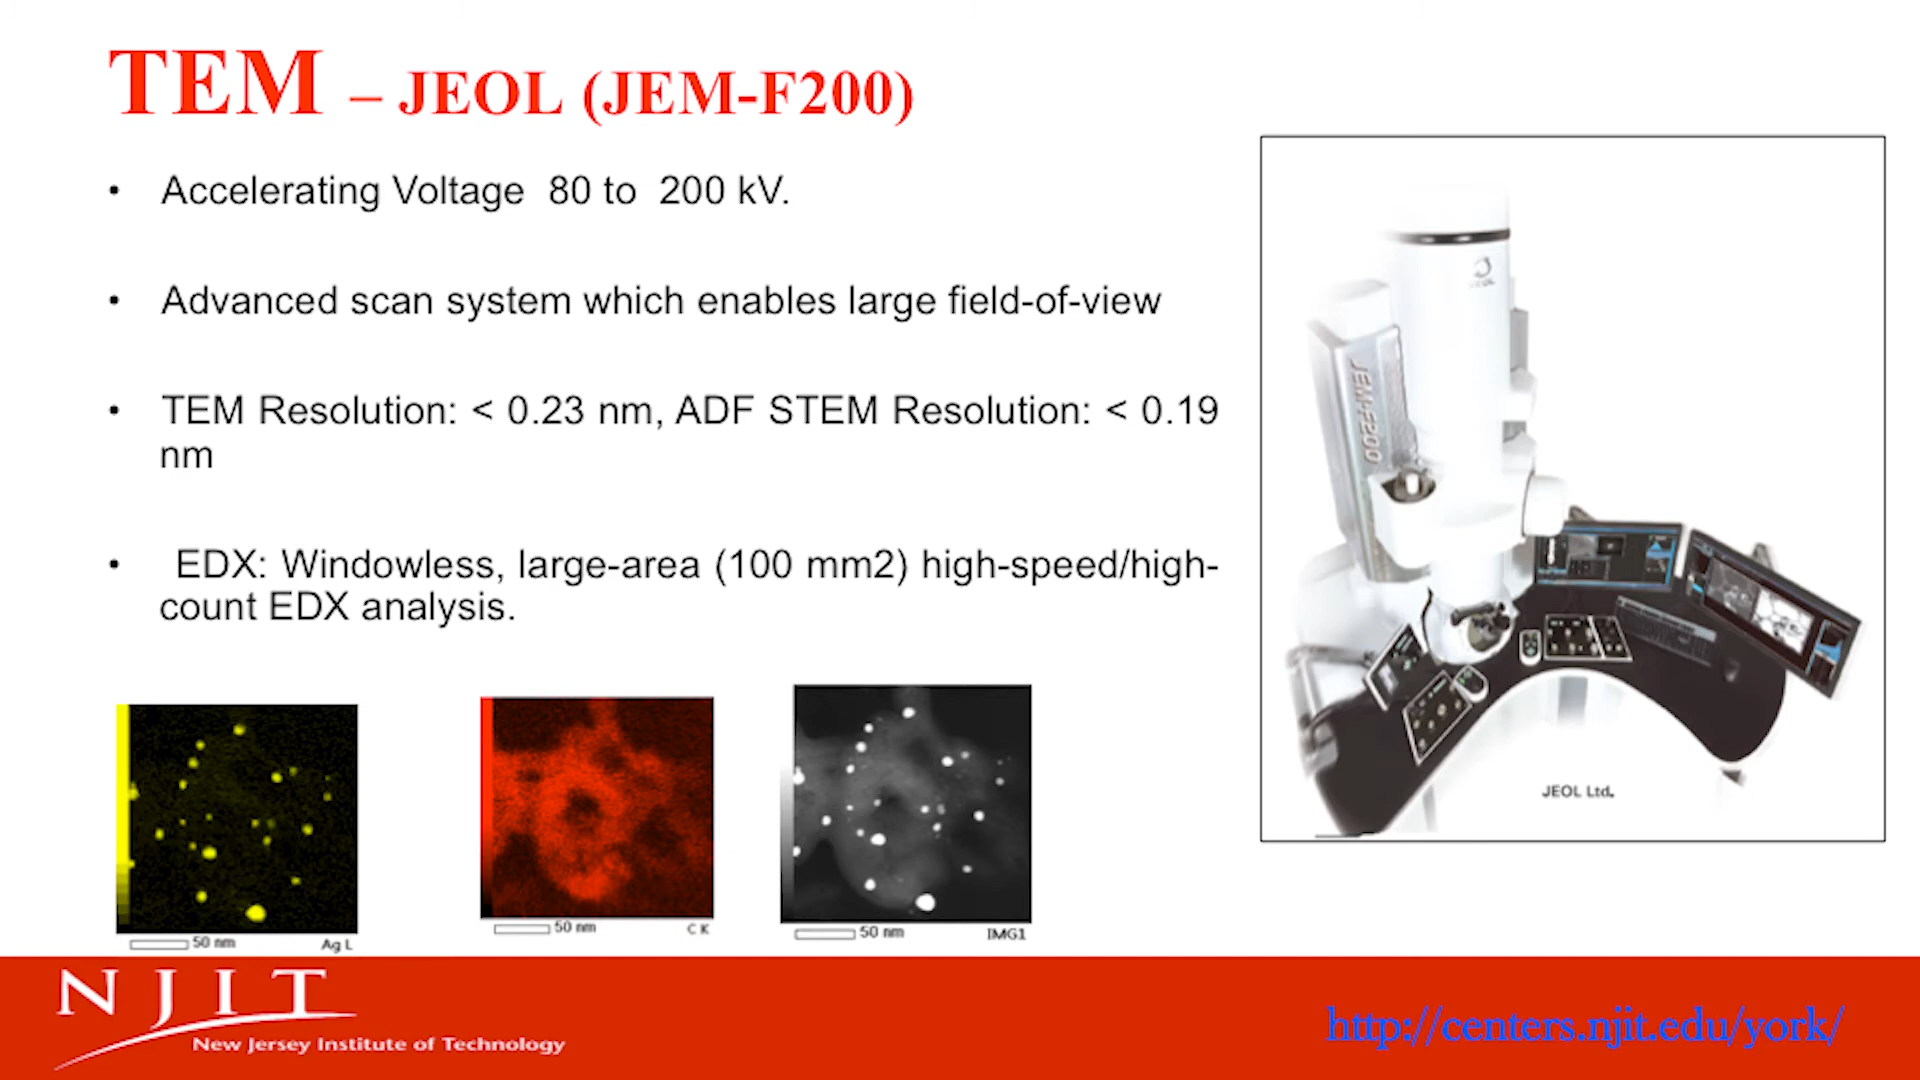 TEM – JEOL (JEM-F200)
• Accelerating Voltage 80 to 200 kV.
• Advanced scan system which enables large field-of-view
• TEM Resolution: < 0.23 nm, ADF STEM Resolution: < 0.19
nm
• EDX: Windowless, large-area (100 mm2) high-speed/high-
count EDX analysis.
JEOL
JEM-F200
JEOL Ltd.
50 nm Ag L
50 nm C K
50 nm IMG1
NJIT
New Jersey Institute of Technology
http://centers.njit.edu/york/